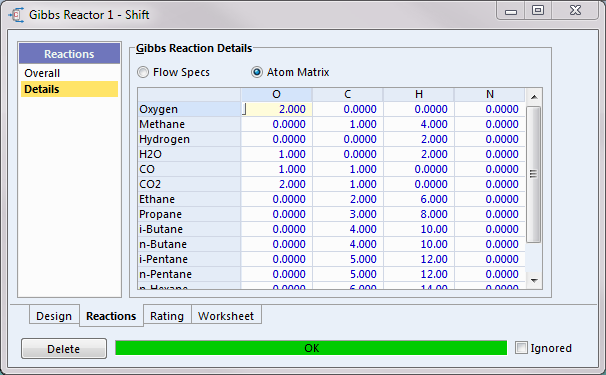 Gibbs Reactor 1 - Shift
Reactions
Overall
Details
Gibbs Reaction Details
Flow Specs Atom Matrix
O C H N
Oxygen 2.000 0.0000 0.0000 0.0000
Methane 0.0000 1.000 4.000 0.0000
Hydrogen 0.0000 0.0000 2.000 0.0000
H2O 1.000 0.0000 2.000 0.0000
CO 1.000 1.000 0.0000 0.0000
CO2 2.000 1.000 0.0000 0.0000
Ethane 0.0000 2.000 6.000 0.0000
Propane 0.0000 3.000 8.000 0.0000
i-Butane 0.0000 4.000 10.00 0.0000
n-Butane 0.0000 4.000 10.00 0.0000
i-Pentane 0.0000 5.000 12.00 0.0000
n-Pentane 0.0000 5.000 12.00 0.0000
n-Hexane 0.0000 6.000 14.00 0.0000
Design Reactions Rating Worksheet
Delete OK Ignored